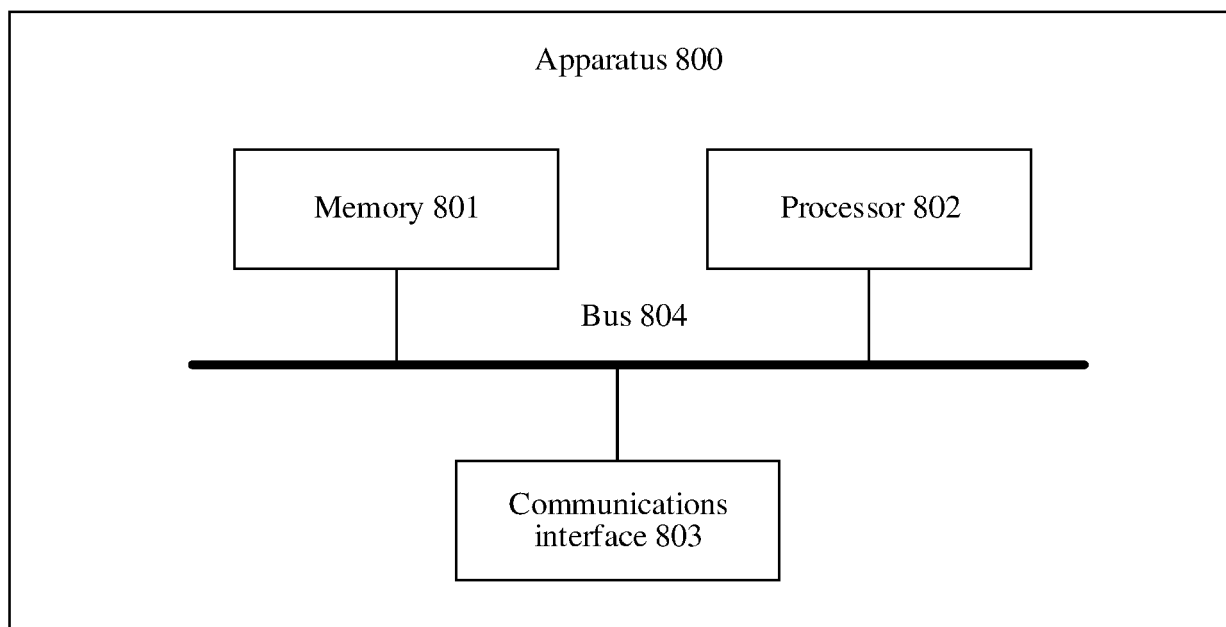 Apparatus 800
Memory 801
Processor 802
Bus 804
Communications
interface 803